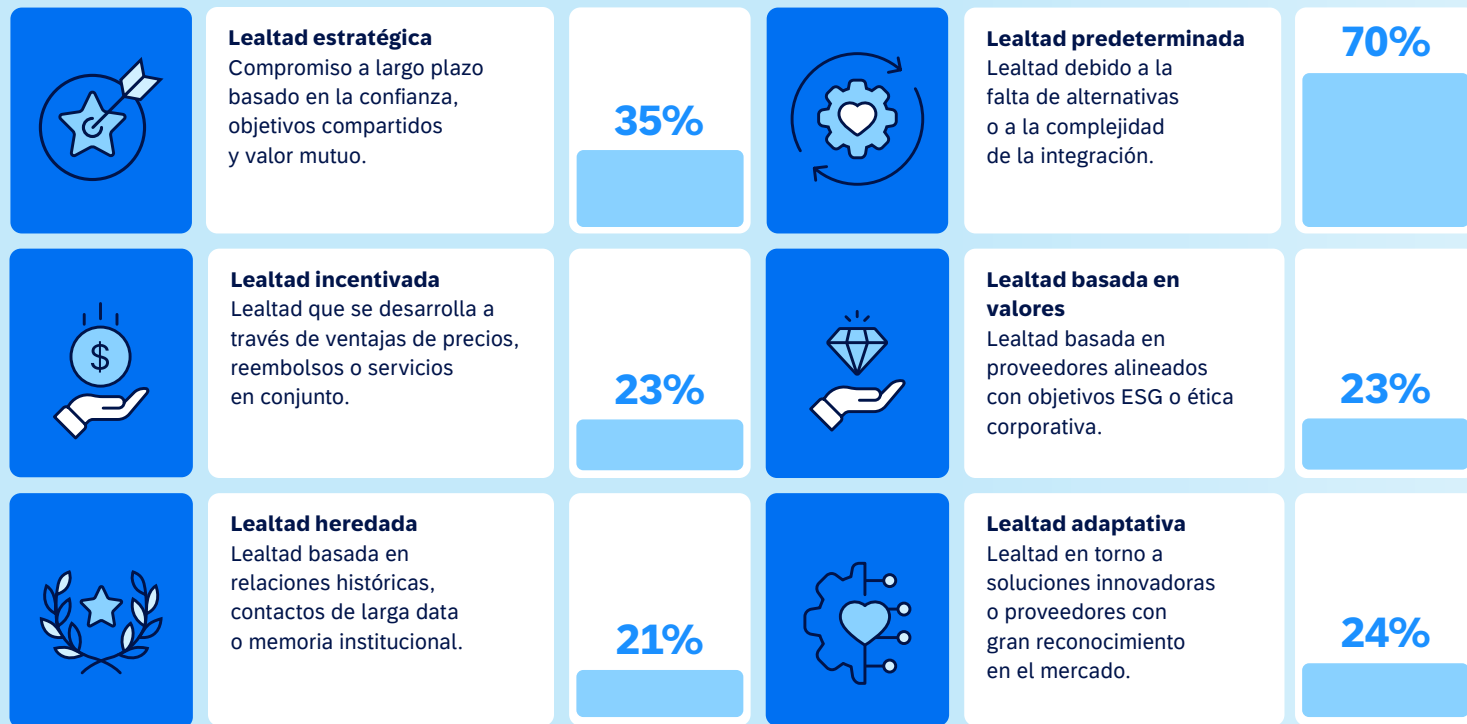 Lealtad estratégica
Compromiso a largo plazo
basado en la confianza,
objetivos compartidos
y valor mutuo.
35%
Lealtad predeterminada
Lealtad debido a la
falta de alternativas
o a la complejidad
de la integración.
70%
Lealtad incentivada
Lealtad que se desarrolla a
través de ventajas de precios,
reembolsos o servicios
en conjunto.
23%
Lealtad basada en
valores
Lealtad basada en
proveedores alineados
con objetivos ESG o ética
corporativa.
23%
Lealtad heredada
Lealtad basada en
relaciones históricas,
contactos de larga data
o memoria institucional.
21%
Lealtad adaptativa
Lealtad en torno a
soluciones innovadoras
o proveedores con
gran reconocimiento
en el mercado.
24%
$